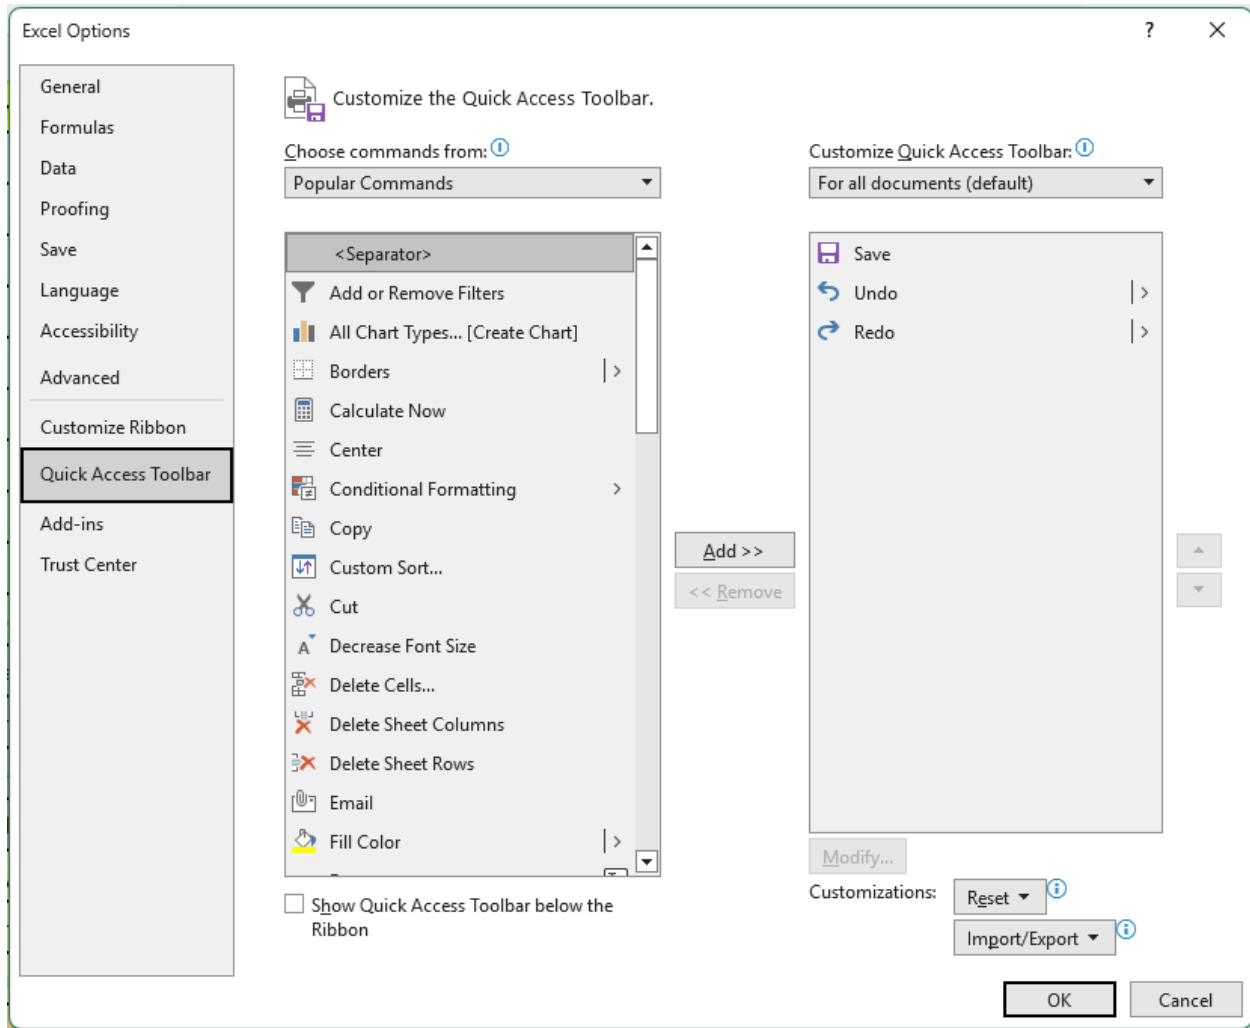 Excel Options
?
General
Formulas
Data
Proofing
Save
Language
Accessibility
Advanced
Customize Ribbon
Quick Access Toolbar
Add-ins
Trust Center
Customize the Quick Access Toolbar.
Choose commands from:
Popular Commands
<Separator>
Add or Remove Filters
All Chart Types... [Create Chart]
Borders
Calculate Now
Center
Conditional Formatting
Copy
Custom Sort...
Cut
Decrease Font Size
Delete Cells...
Delete Sheet Columns
Delete Sheet Rows
Email
Fill Color
Show Quick Access Toolbar below the
Ribbon
Add >>
<< Remove
Customize Quick Access Toolbar:
For all documents (default)
Save
Undo
Redo
Modify...
Customizations:
Reset
Import/Export
OK
Cancel